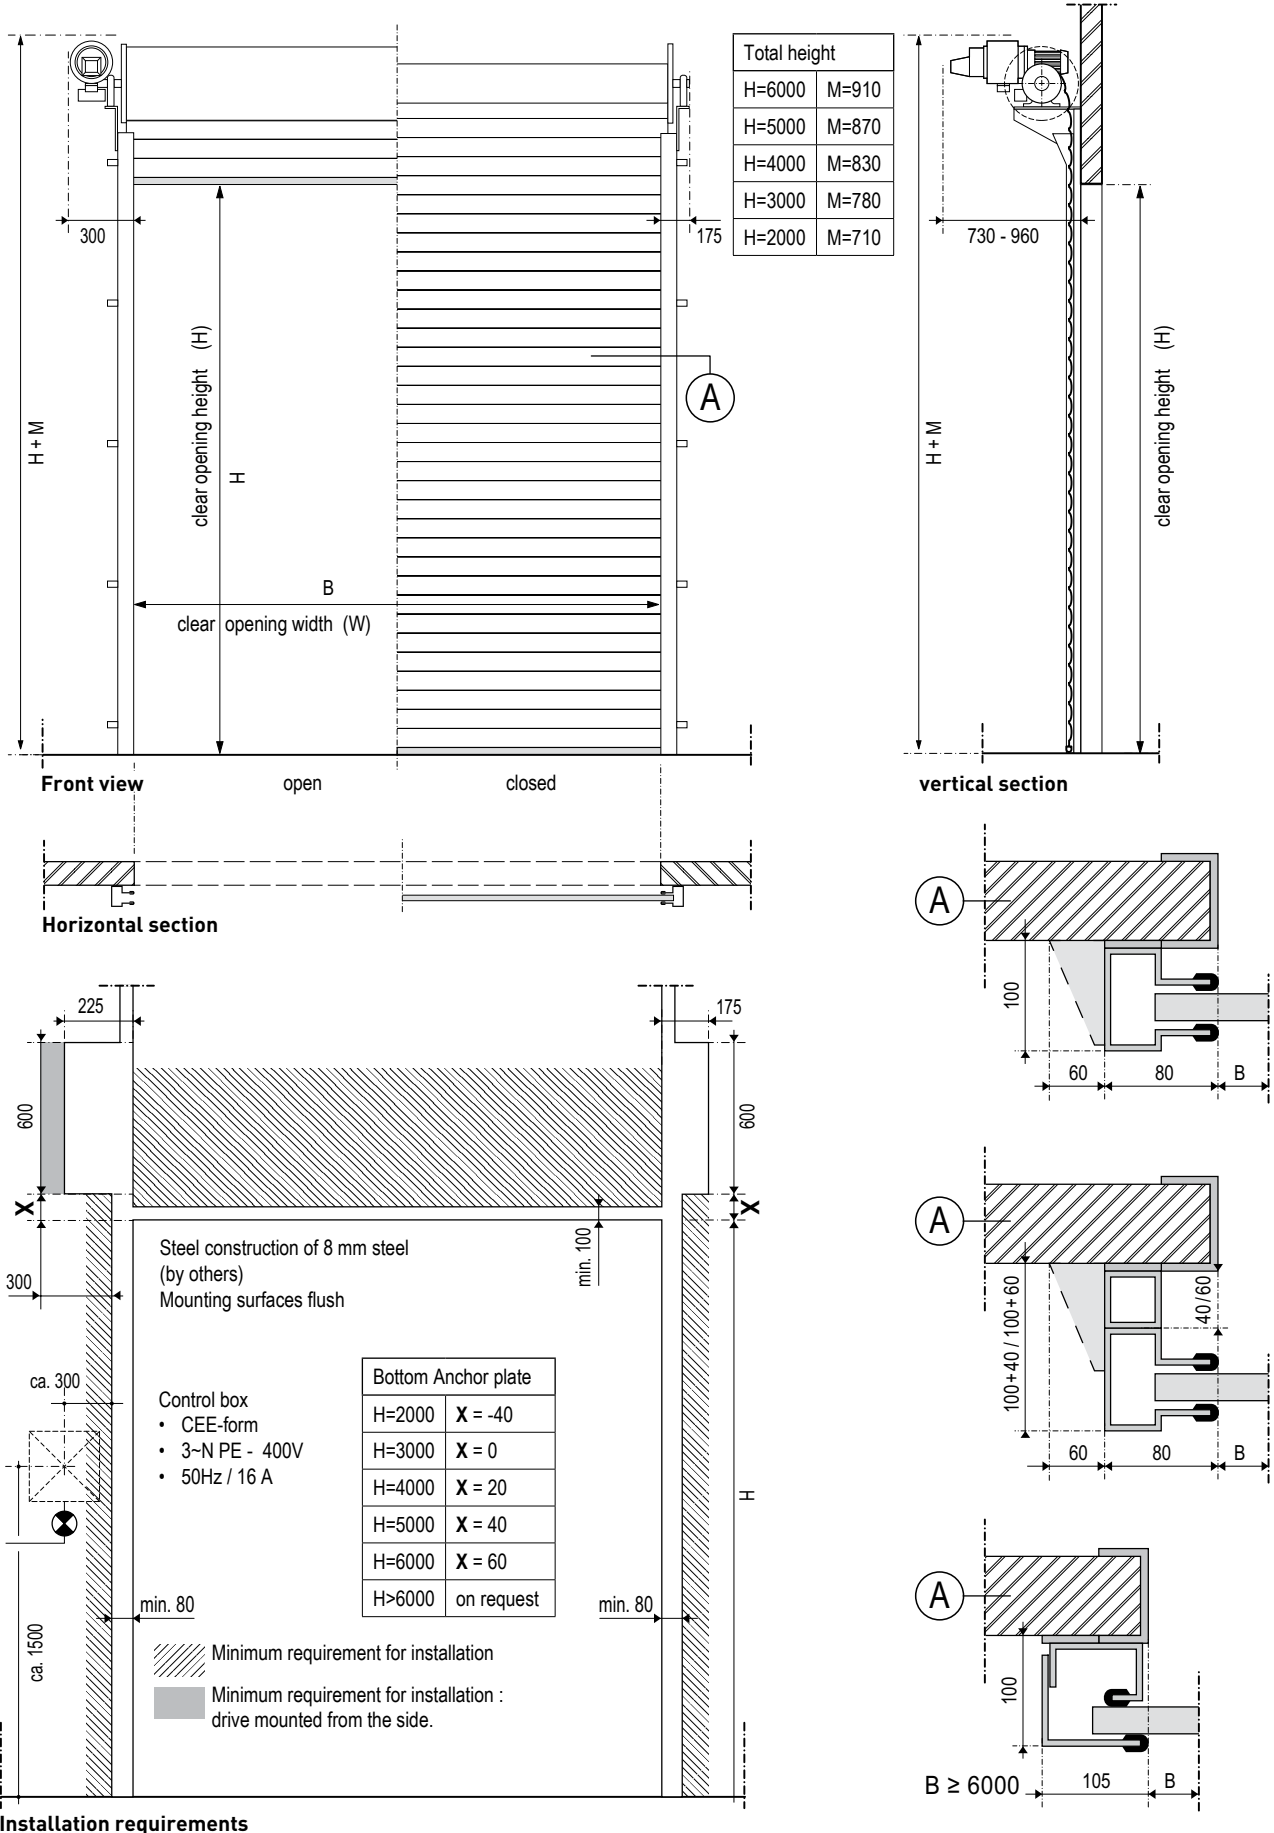 Total height
H=6000 M=910
H=5000 M=870
H=4000 M=830
H=3000 M=780
H=2000 M=710
300
175
730 - 960
H + M
clear opening height (H)
H
A
H + M
clear opening height (H)
B
clear opening width (W)
Front view
open
closed
vertical section
Horizontal section
A
100
60
80
B
225
175
600
600
X
X
min. 100
300
Steel construction of 8 mm steel
(by others)
Mounting surfaces flush
A
100+40 / 100+60
40/60
60
80
B
ca. 300
Control box
• CEE-form
• 3~N PE - 400V
• 50Hz / 16 A
Bottom Anchor plate
H=2000 X = -40
H=3000 X = 0
H=4000 X = 20
H=5000 X = 40
H=6000 X = 60
H>6000 on request
H
min. 80
min. 80
ca. 1500
Minimum requirement for installation
Minimum requirement for installation :
drive mounted from the side.
A
100
B ≥ 6000
105
B
Installation requirements